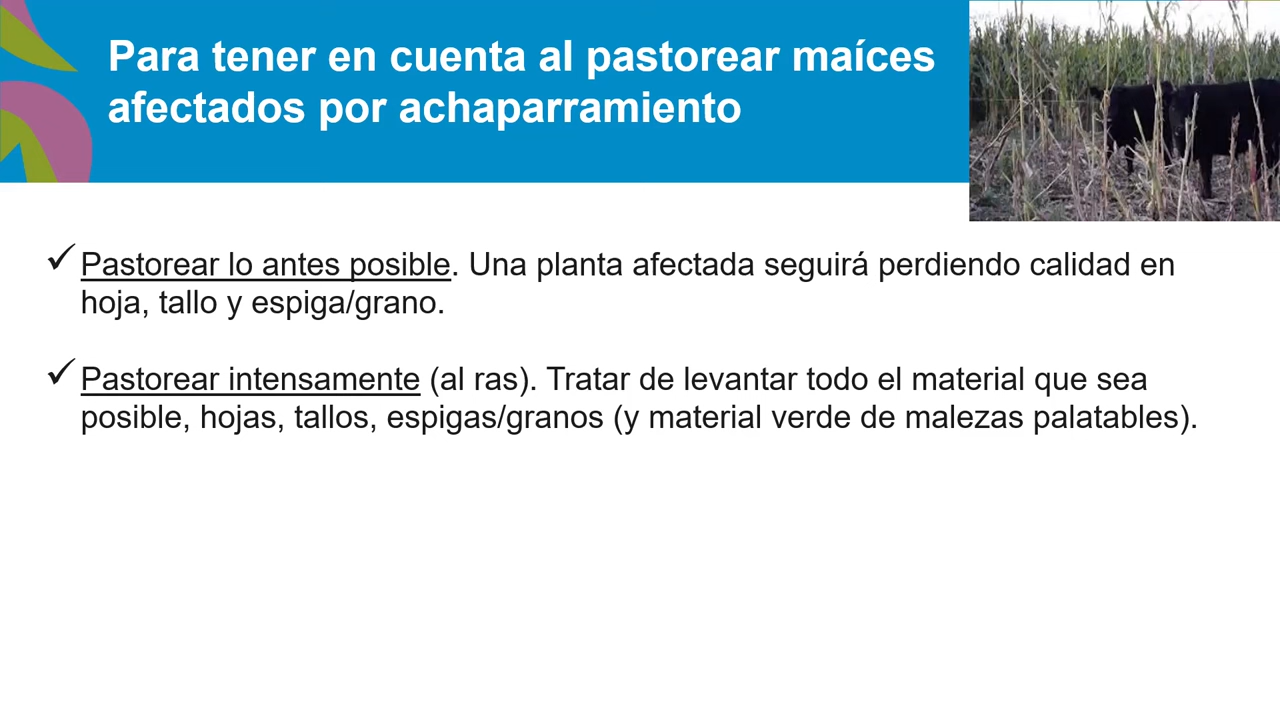 Para tener en cuenta al pastorear maíces
afectados por achaparramiento
✓ Pastorear lo antes posible. Una planta afectada seguirá perdiendo calidad en
hoja, tallo y espiga/grano.
✓ Pastorear intensamente (al ras). Tratar de levantar todo el material que sea
posible, hojas, tallos, espigas/granos (y material verde de malezas palatables).